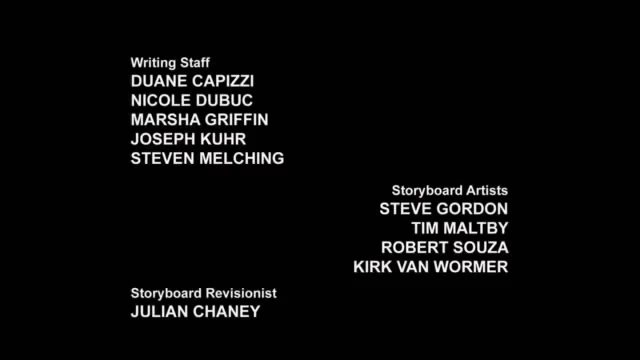 Writing Staff
DUANE CAPIZZI
NICOLE DUBUC
MARSHA GRIFFIN
JOSEPH KUHR
STEVEN MELCHING
Storyboard Artists
STEVE GORDON
TIM MALTBY
ROBERT SOUZA
KIRK VAN WORMER
Storyboard Revisionist
JULIAN CHANEY